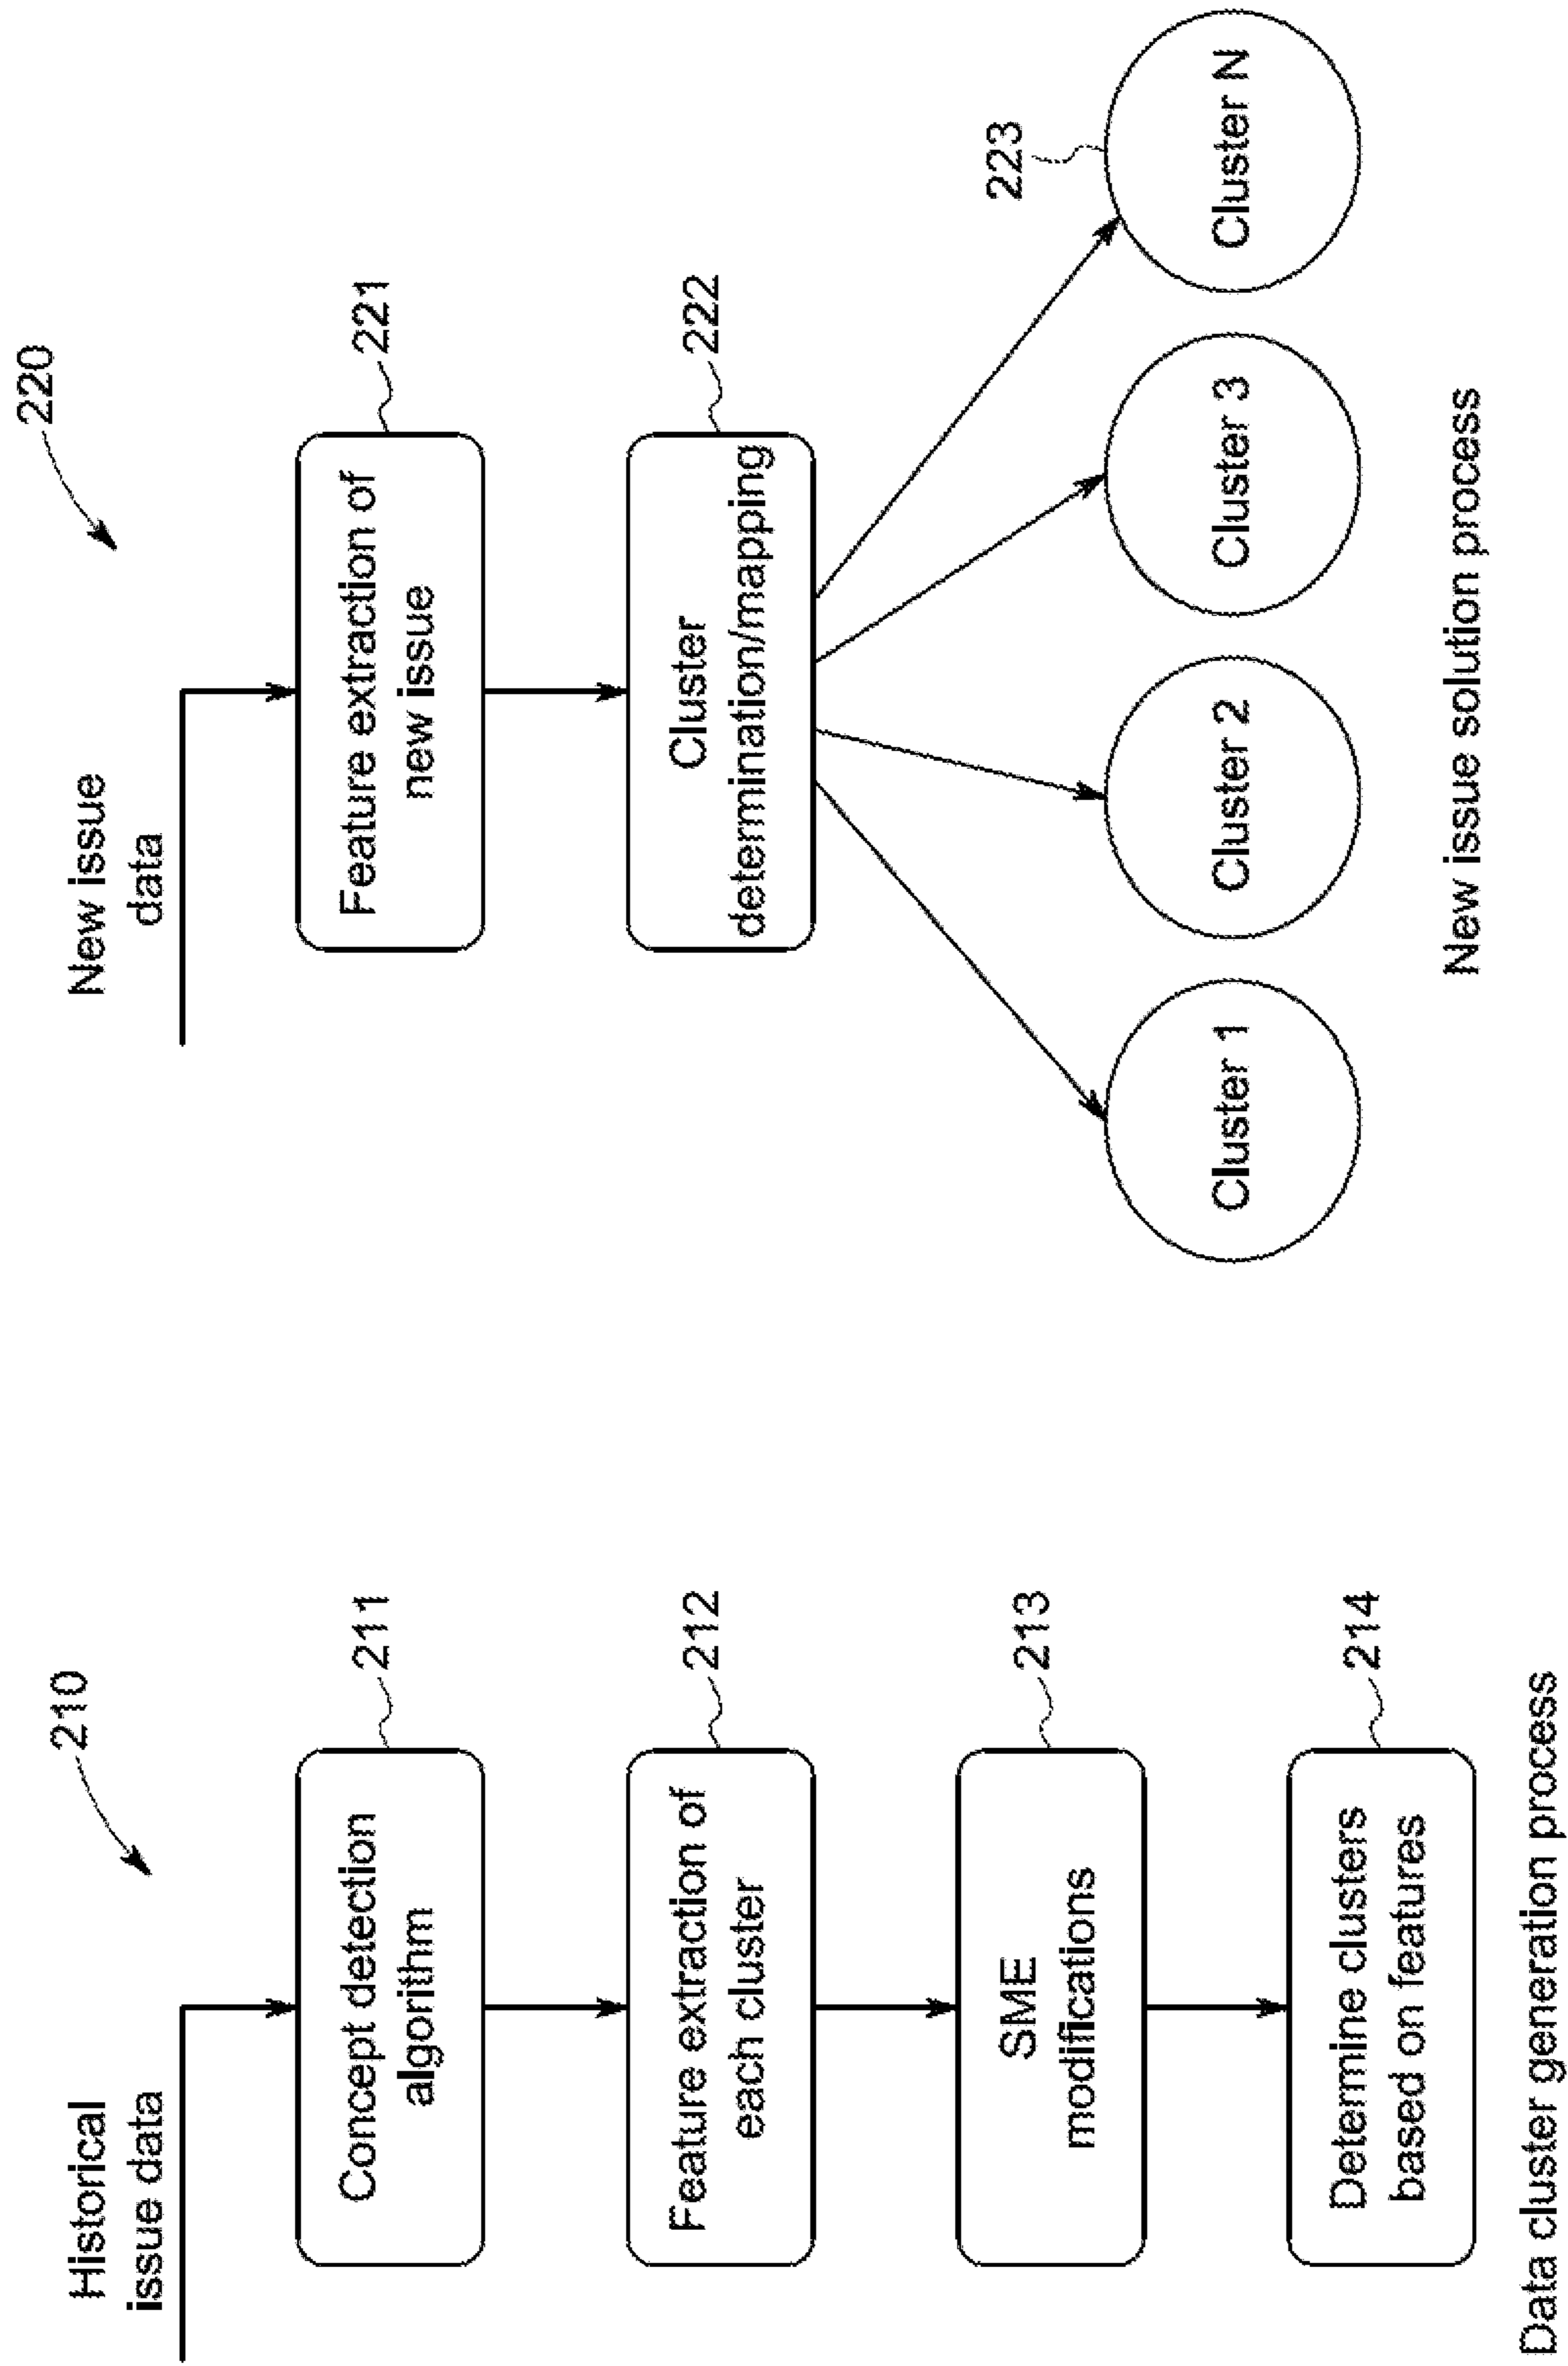 210
Historical
issue data
Concept detection
algorithm
211
Feature extraction of
each cluster
212
SME
modifications
213
Determine clusters
based on features
214
Data cluster generation process
220
New issue
data
Feature extraction of
new issue
221
Cluster
determination/mapping
222
223
Cluster 1
Cluster 2
Cluster 3
Cluster N
New issue solution process